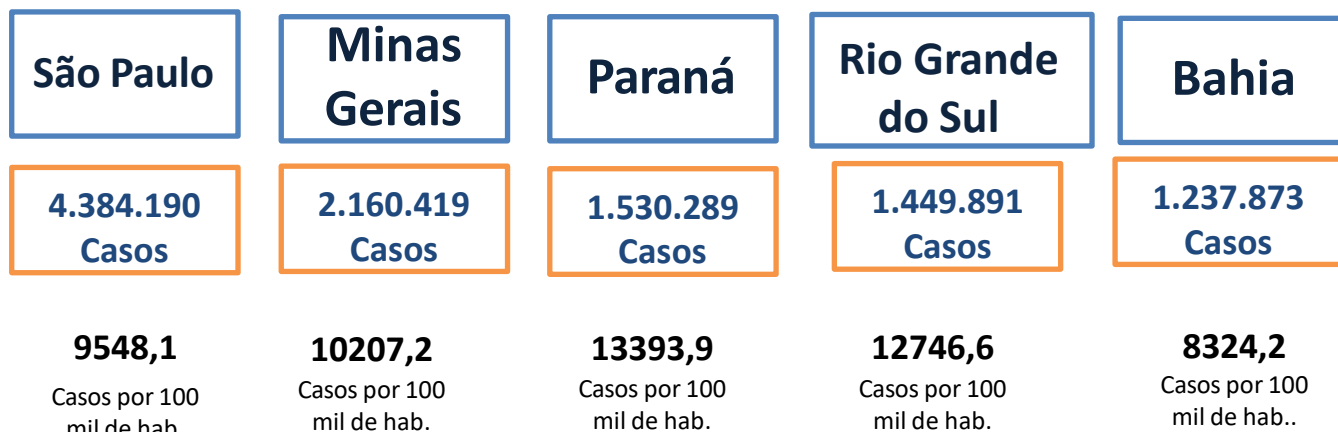 São Paulo
Minas
Gerais
Paraná
Rio Grande
do Sul
Bahia
4.384.190
Casos
2.160.419
Casos
1.530.289
Casos
1.449.891
Casos
1.237.873
Casos
9548,1
Casos por 100
mil de hab
10207,2
Casos por 100
mil de hab.
13393,9
Casos por 100
mil de hab.
12746,6
Casos por 100
mil de hab.
8324,2
Casos por 100
mil de hab..